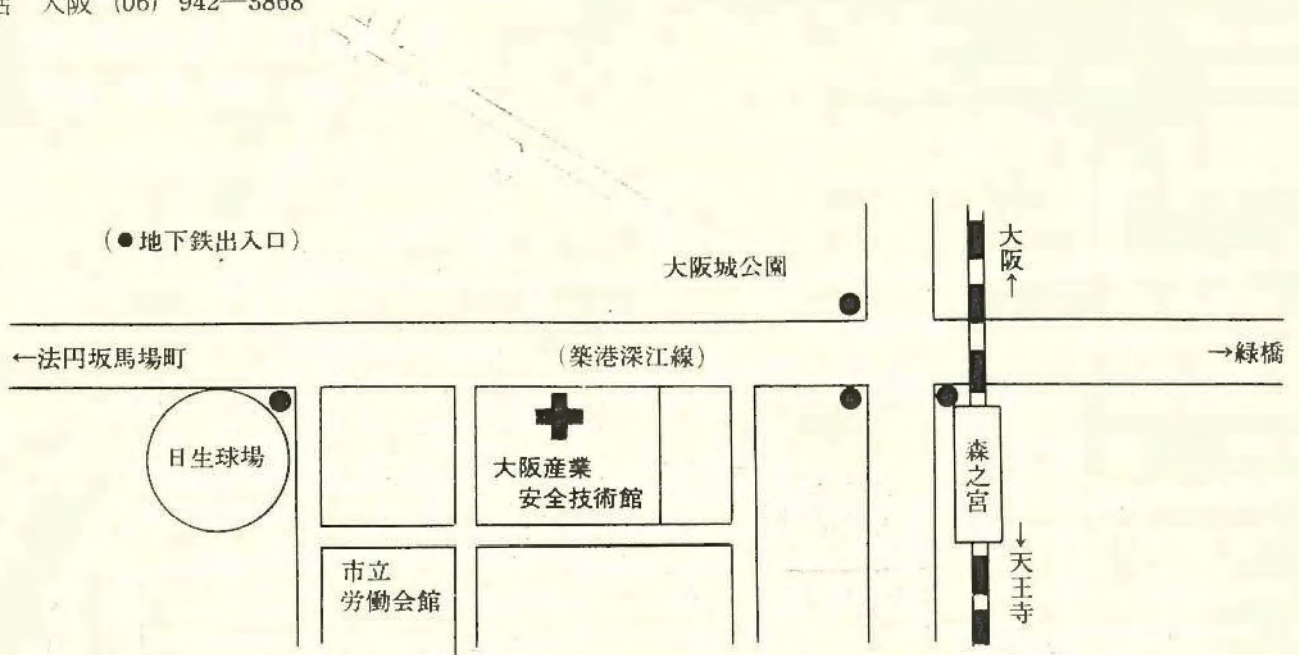 大阪 (06) 942―3868
(●地下鉄出入口)
大阪城公園
大阪↑
←法円坂馬場町
(築港深江線)
→緑橋
日生球場
大阪産業
安全技術館
森之宮
↓天王寺
市立
労働会館